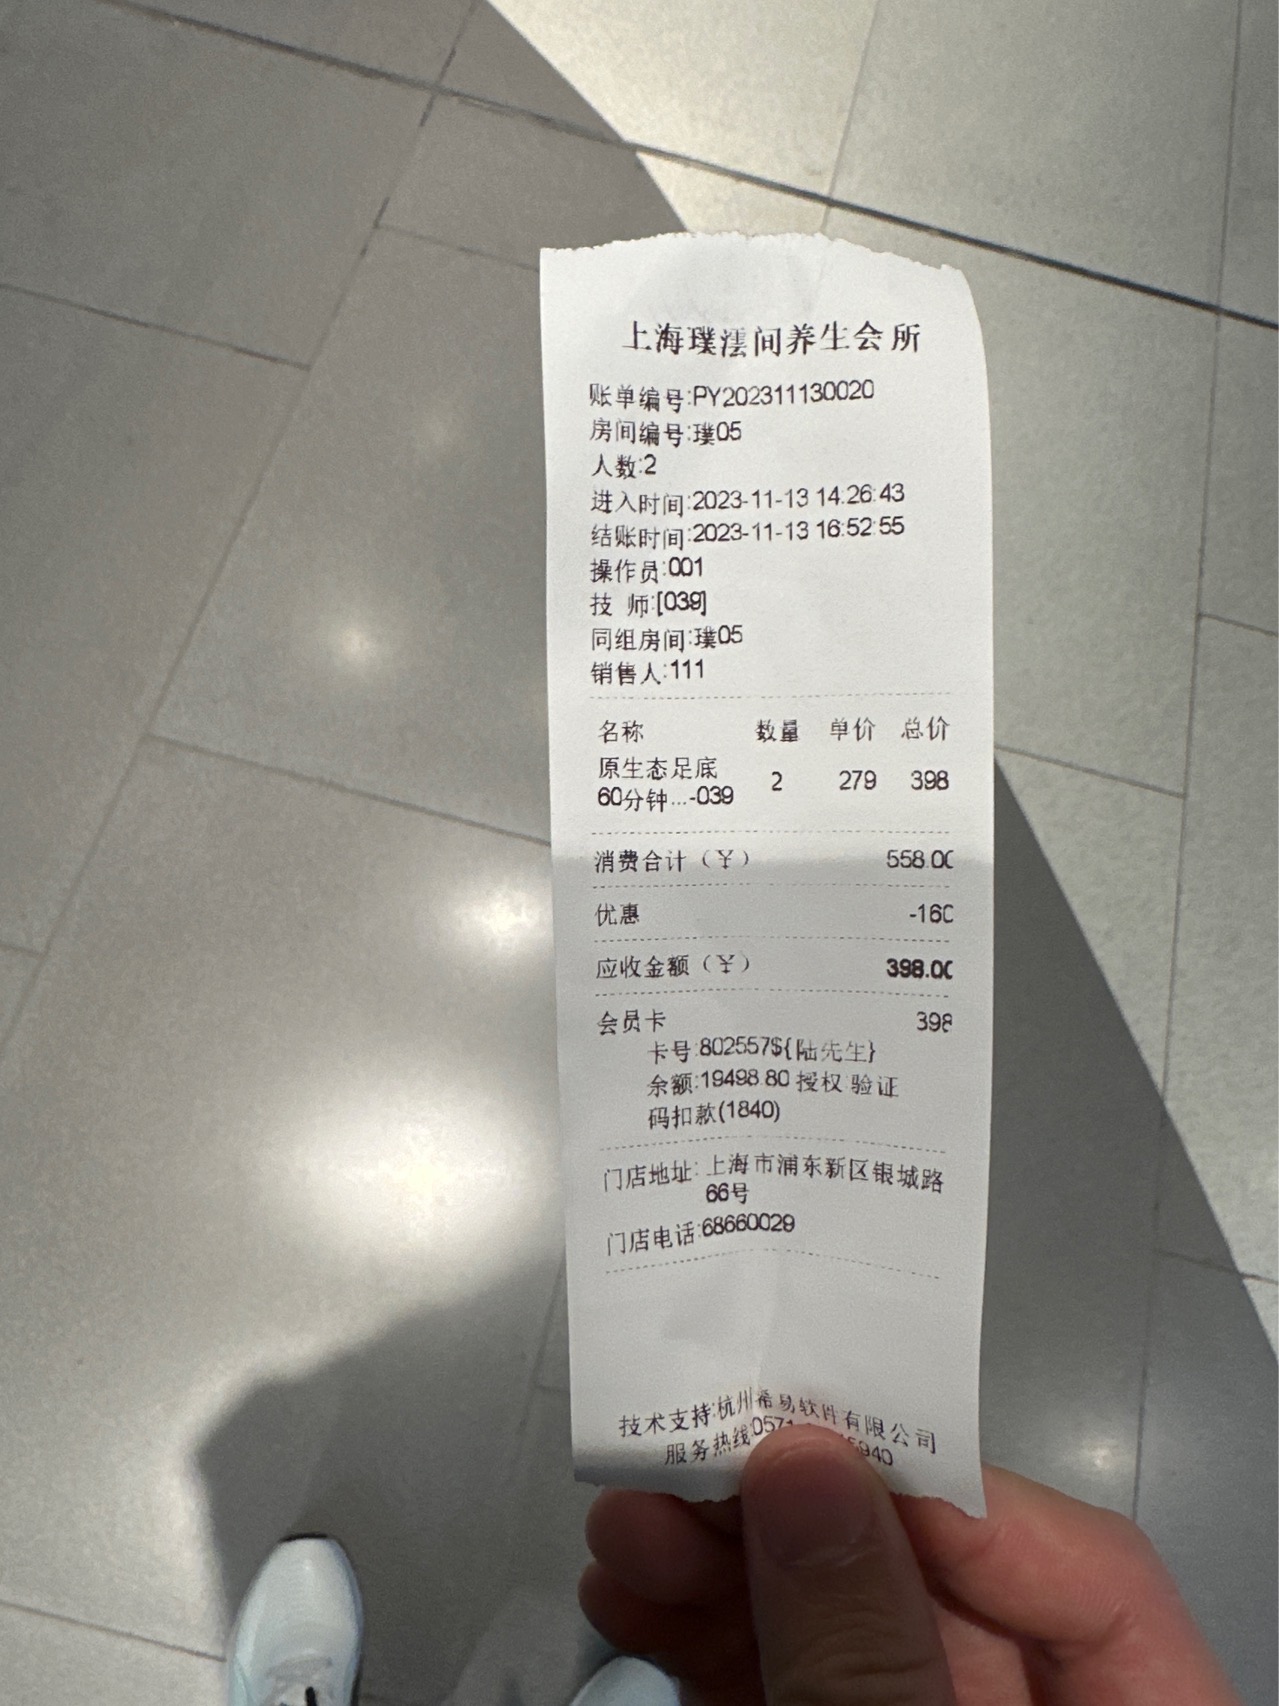 上海璞澐间养生会所
账单编号:PY202311130020
房间编号:璞05
人数:2
进入时间:2023-11-13 14:26:43
结账时间:2023-11-13 16:52:55
操作员:001
技 师:[039]
同组房间:璞05
销售人:111
名称 数量 单价 总价
原生态足底
60分钟...-039 2 279 398
消费合计（¥） 558.00
优惠 -160
应收金额（¥） 398.00
会员卡 398
卡号:802557${陆先生}
余额:19498.80 授权:验证
码扣款(1840)
门店地址: 上海市浦东新区银城路
66号
门店电话:68660029
技术支持:杭州希易软件有限公司
服务热线:0571 5940